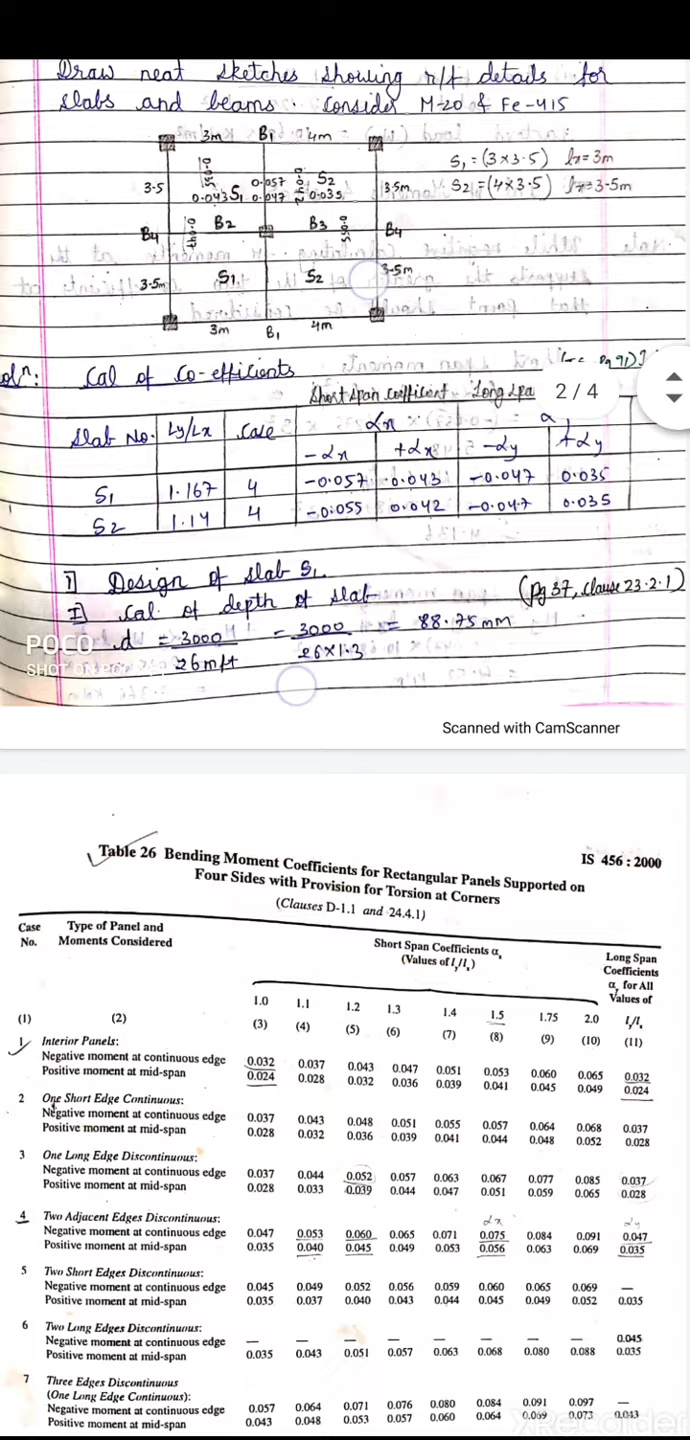 Draw neat sketches showing r/f details for
slabs and beams. Consider M-20 & Fe-415
3m B1 4m
S1 = (3 x 3.5) lx = 3m
S2 = (4 x 3.5) lx = 3.5m
3.5 0.057 S2 3.5m
0.043 S1 0.047 0.035
B4 B2 B3 B4
3.5m S1 S2 3.5m
3m B1 4m
Soln: Cal of Co-efficients
Short span coefficient Long Spa 2 / 4
Slab No. Ly/Lx Case αx α
-αx +αx -αy +αy
S1 1.167 4 -0.057 0.043 -0.047 0.035
S2 1.14 4 -0.055 0.042 -0.047 0.035
1) Design of slab S1.
I) Cal. of depth of slab (Pg 37, Clause 23.2.1)
d = 3000 = 3000 = 88.75 mm
26 m/f 26 x 1.3
POCO
Scanned with CamScanner
IS 456 : 2000
Table 26 Bending Moment Coefficients for Rectangular Panels Supported on
Four Sides with Provision for Torsion at Corners
(Clauses D-1.1 and 24.4.1)
Case No. Type of Panel and Moments Considered Short Span Coefficients αx (Values of ly/lx) Long Span Coefficients αy for All Values of ly/lx
1.0 1.1 1.2 1.3 1.4 1.5 1.75 2.0
(1) (2) (3) (4) (5) (6) (7) (8) (9) (10) (11)
1 Interior Panels:
Negative moment at continuous edge 0.032 0.037 0.043 0.047 0.051 0.053 0.060 0.065 0.032
Positive moment at mid-span 0.024 0.028 0.032 0.036 0.039 0.041 0.045 0.049 0.024
2 One Short Edge Continuous:
Negative moment at continuous edge 0.037 0.043 0.048 0.051 0.055 0.057 0.064 0.068 0.037
Positive moment at mid-span 0.028 0.032 0.036 0.039 0.041 0.044 0.048 0.052 0.028
3 One Long Edge Discontinuous:
Negative moment at continuous edge 0.037 0.044 0.052 0.057 0.063 0.067 0.077 0.085 0.037
Positive moment at mid-span 0.028 0.033 0.039 0.044 0.047 0.051 0.059 0.065 0.028
4 Two Adjacent Edges Discontinuous: αx αy
Negative moment at continuous edge 0.047 0.053 0.060 0.065 0.071 0.075 0.084 0.091 0.047
Positive moment at mid-span 0.035 0.040 0.045 0.049 0.053 0.056 0.063 0.069 0.035
5 Two Short Edges Discontinuous:
Negative moment at continuous edge 0.045 0.049 0.052 0.056 0.059 0.060 0.065 0.069 —
Positive moment at mid-span 0.035 0.037 0.040 0.043 0.044 0.045 0.049 0.052 0.035
6 Two Long Edges Discontinuous:
Negative moment at continuous edge — — — — — — — — 0.045
Positive moment at mid-span 0.035 0.043 0.051 0.057 0.063 0.068 0.080 0.088 0.035
7 Three Edges Discontinuous
(One Long Edge Continuous):
Negative moment at continuous edge 0.057 0.064 0.071 0.076 0.080 0.084 0.091 0.097 —
Positive moment at mid-span 0.043 0.048 0.053 0.057 0.060 0.064 0.069 0.073 0.043
XRecorder